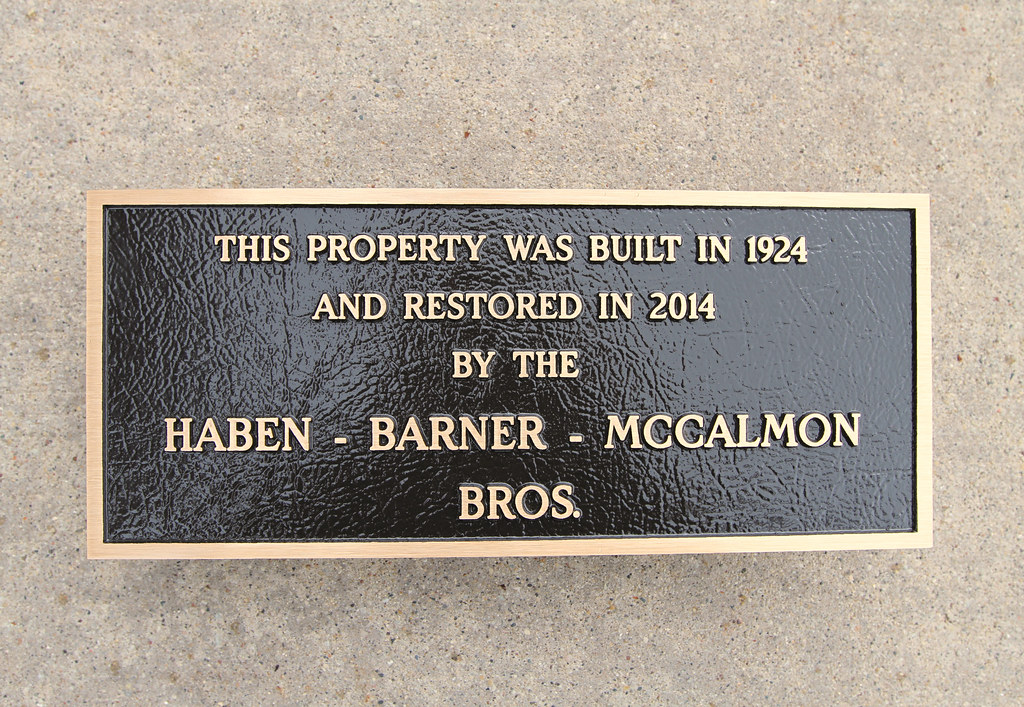 THIS PROPERTY WAS BUILT IN 1924
AND RESTORED IN 2014
BY THE
HABEN - BARNER - MCCALMON
BROS.